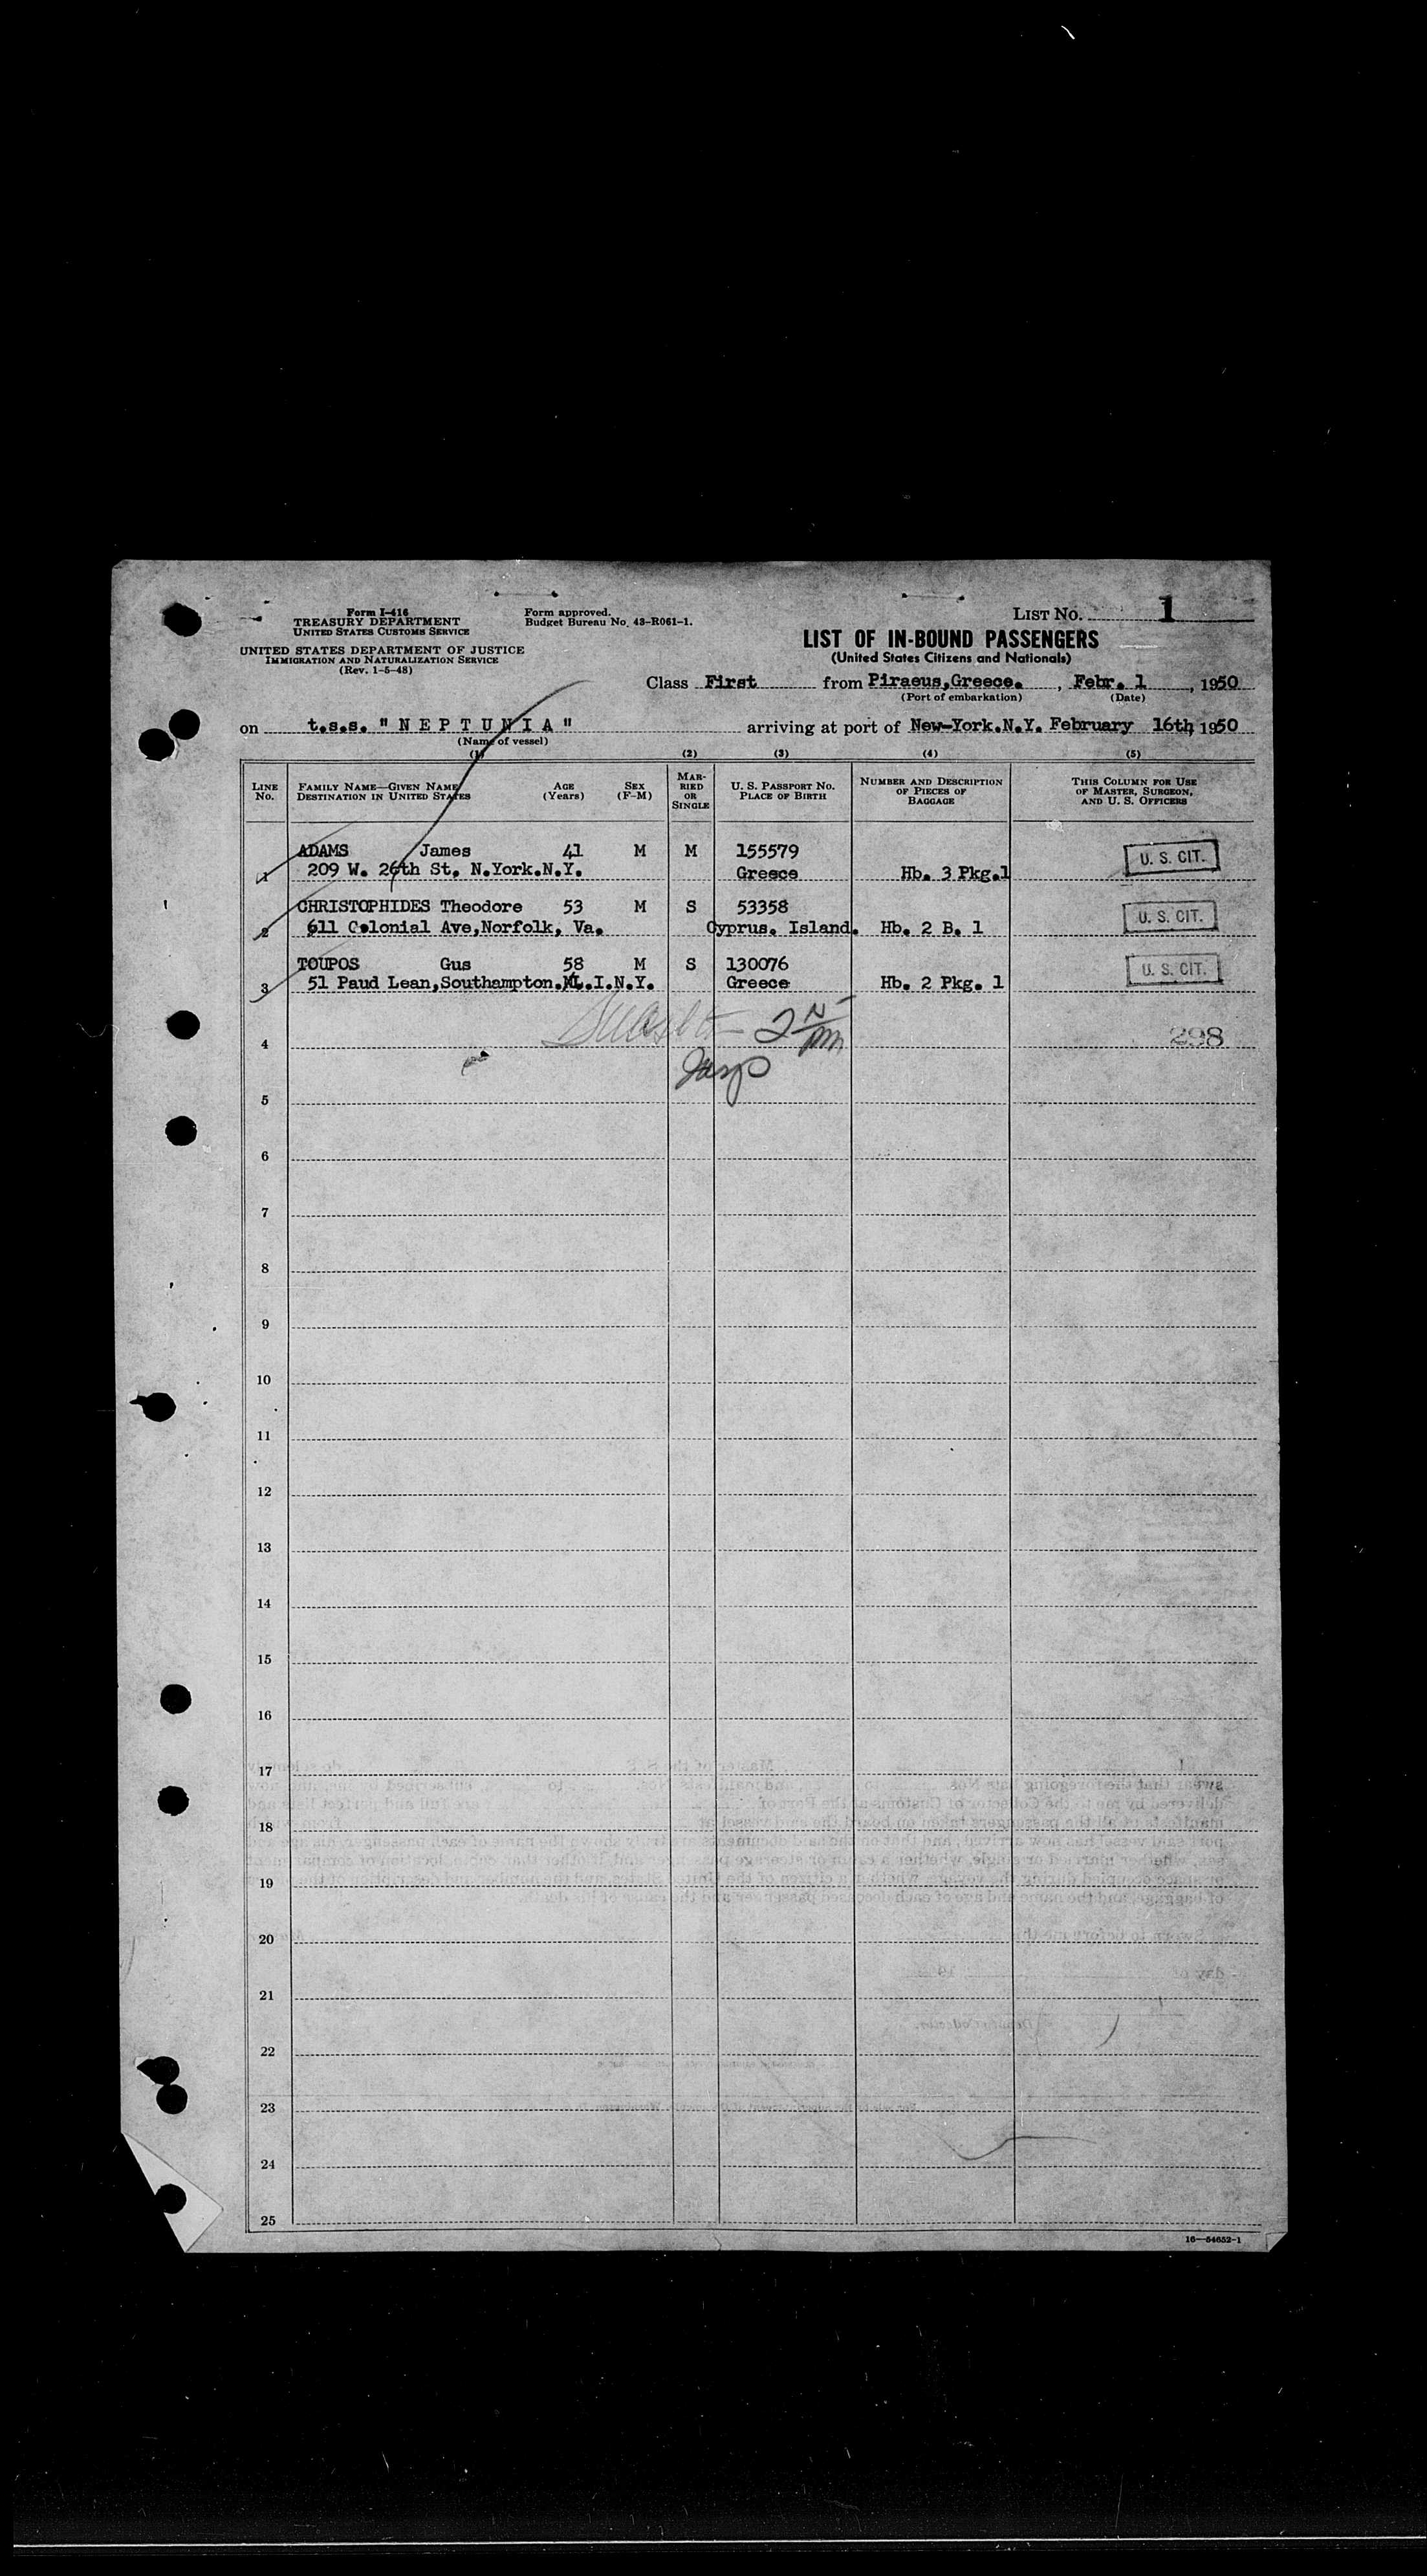 Form I-416
TREASURY DEPARTMENT
UNITED STATES CUSTOMS SERVICE
UNITED STATES DEPARTMENT OF JUSTICE
IMMIGRATION AND NATURALIZATION SERVICE
(Rev. 1-5-48)
Form approved.
Budget Bureau No. 43-R061-1.
LIST NO. 1
LIST OF IN-BOUND PASSENGERS
(United States Citizens and Nationals)
Class First from Piraeus,Greece. , Febr. 1 , 1950
(Port of embarkation) (Date)
on t.s.s. " N E P T U N I A " arriving at port of New-York.N.Y. February 16th, 1950
(Name of vessel)
(1) (2) (3) (4) (5)
LINE NO. FAMILY NAME—GIVEN NAME DESTINATION IN UNITED STATES AGE (Years) SEX (F-M) MARRIED OR SINGLE U. S. PASSPORT NO. PLACE OF BIRTH NUMBER AND DESCRIPTION OF PIECES OF BAGGAGE THIS COLUMN FOR USE OF MASTER, SURGEON, AND U. S. OFFICERS
ADAMS James 41 M M 155579 U. S. CIT.
1 209 W. 26th St. N.York.N.Y. Greece Hb. 3 Pkg.1
CHRISTOPHIDES Theodore 53 M S 53358 U. S. CIT.
2 611 Colonial Ave,Norfolk, Va. Cyprus. Island. Hb. 2 B. 1
TOUPOS Gus 58 M S 130076 U. S. CIT.
3 51 Paud Lean,Southampton. L.I.N.Y. Greece Hb. 2 Pkg. 1
4 298
5
6
7
8
9
10
11
12
13
14
15
16
17
18
19
20
21
22
23
24
25
16—54652-1